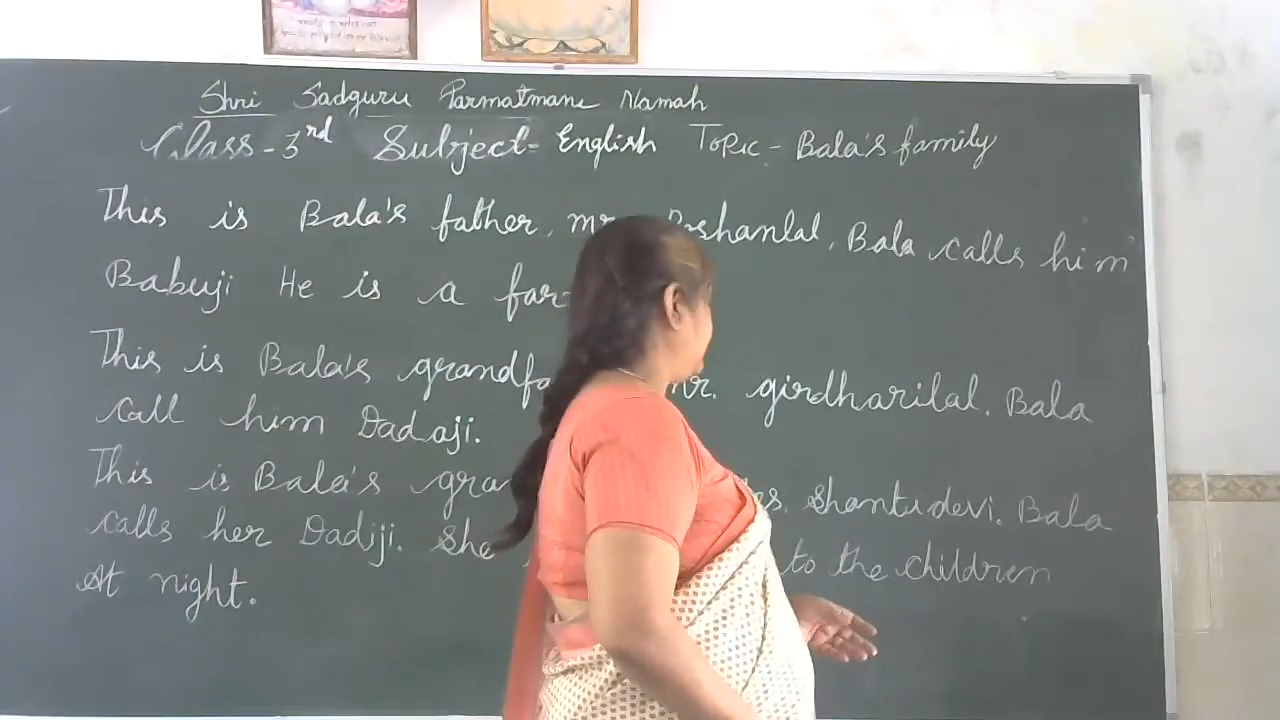 Shri Sadguru Parmatmane Namah
Class - 3rd Subject - English Topic - Bala's family
This is Bala's father, mr Roshanlal, Bala calls him
Babuji He is a far
This is Bala's grandfa mr. girdharilal. Bala
call him Dadaji.
This is Bala's gra rs. Shantidevi. Bala
calls her Dadiji. She to the children
At night.